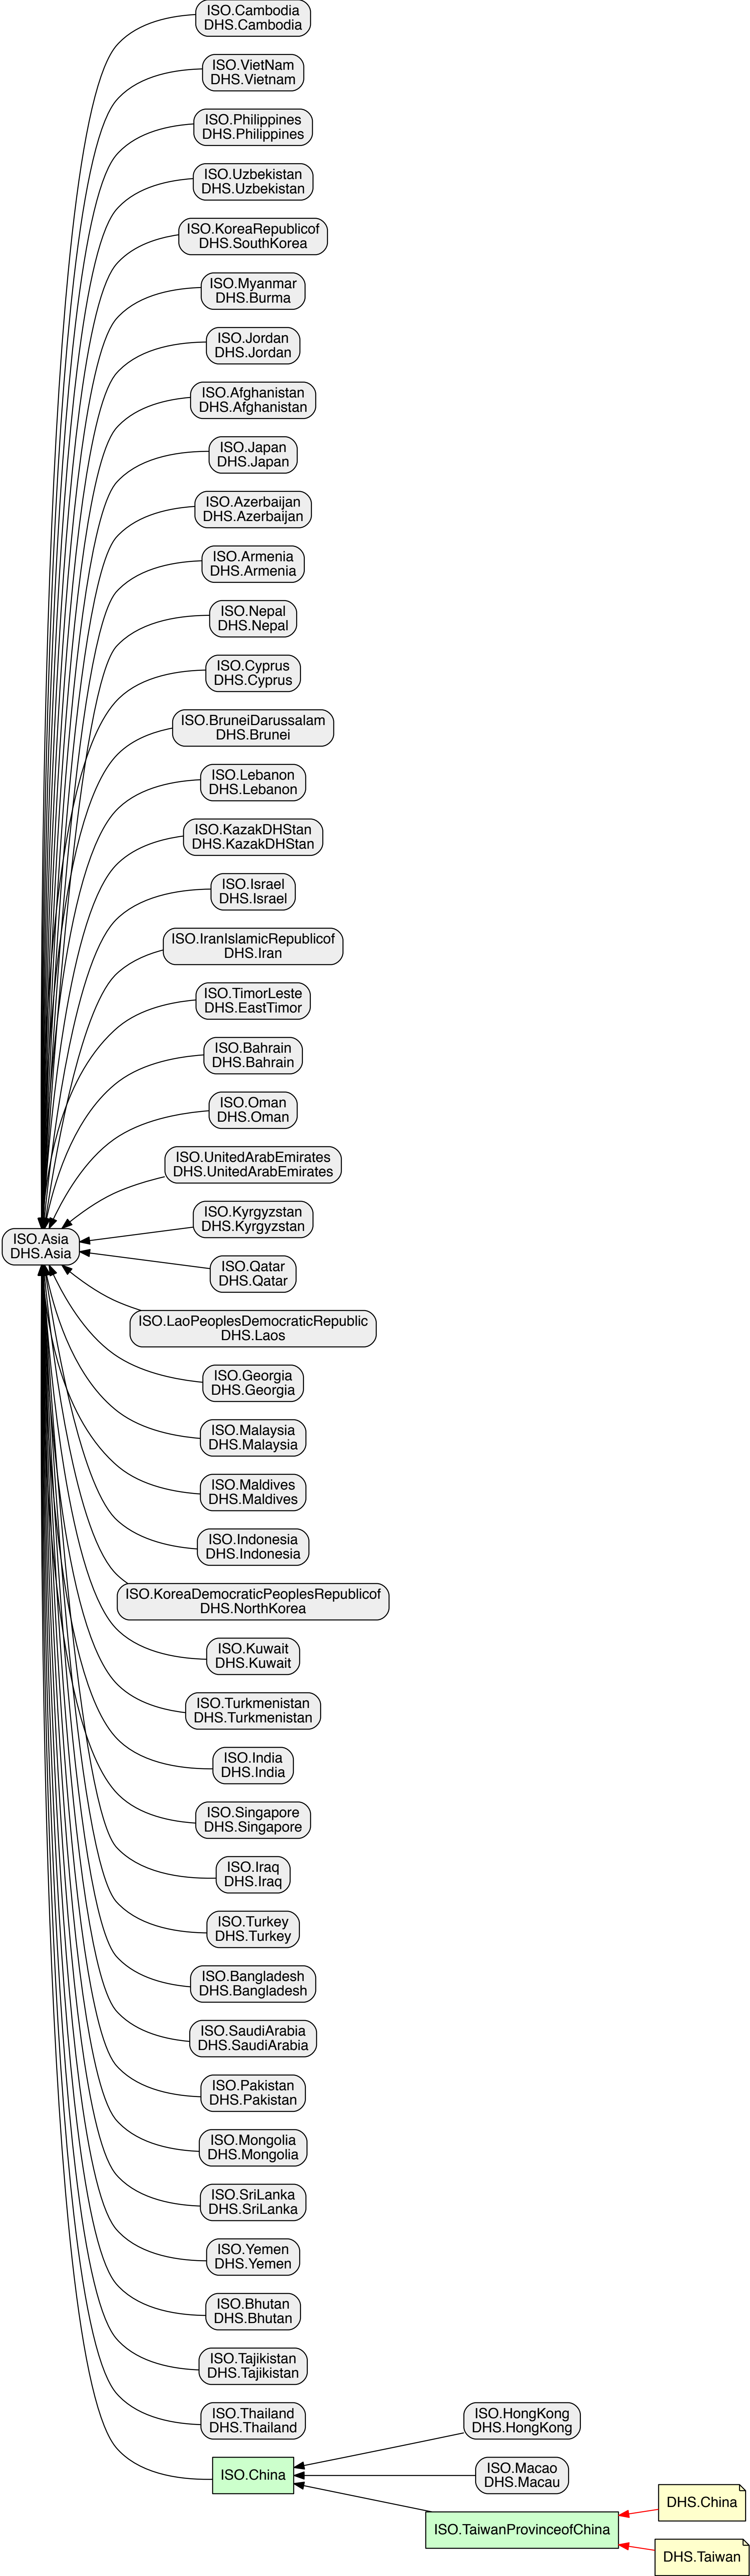 ISO.Cambodia
DHS.Cambodia
ISO.VietNam
DHS.Vietnam
ISO.Philippines
DHS.Philippines
ISO.Uzbekistan
DHS.Uzbekistan
ISO.KoreaRepublicof
DHS.SouthKorea
ISO.Myanmar
DHS.Burma
ISO.Jordan
DHS.Jordan
ISO.Afghanistan
DHS.Afghanistan
ISO.Japan
DHS.Japan
ISO.Azerbaijan
DHS.Azerbaijan
ISO.Armenia
DHS.Armenia
ISO.Nepal
DHS.Nepal
ISO.Cyprus
DHS.Cyprus
ISO.BruneiDarussalam
DHS.Brunei
ISO.Lebanon
DHS.Lebanon
ISO.KazakDHStan
DHS.KazakDHStan
ISO.Israel
DHS.Israel
ISO.IranIslamicRepublicof
DHS.Iran
ISO.TimorLeste
DHS.EastTimor
ISO.Bahrain
DHS.Bahrain
ISO.Oman
DHS.Oman
ISO.UnitedArabEmirates
DHS.UnitedArabEmirates
ISO.Kyrgyzstan
DHS.Kyrgyzstan
ISO.Asia
DHS.Asia
ISO.Qatar
DHS.Qatar
ISO.LaoPeoplesDemocraticRepublic
DHS.Laos
ISO.Georgia
DHS.Georgia
ISO.Malaysia
DHS.Malaysia
ISO.Maldives
DHS.Maldives
ISO.Indonesia
DHS.Indonesia
ISO.KoreaDemocraticPeoplesRepublicof
DHS.NorthKorea
ISO.Kuwait
DHS.Kuwait
ISO.Turkmenistan
DHS.Turkmenistan
ISO.India
DHS.India
ISO.Singapore
DHS.Singapore
ISO.Iraq
DHS.Iraq
ISO.Turkey
DHS.Turkey
ISO.Bangladesh
DHS.Bangladesh
ISO.SaudiArabia
DHS.SaudiArabia
ISO.Pakistan
DHS.Pakistan
ISO.Mongolia
DHS.Mongolia
ISO.SriLanka
DHS.SriLanka
ISO.Yemen
DHS.Yemen
ISO.Bhutan
DHS.Bhutan
ISO.Tajikistan
DHS.Tajikistan
ISO.Thailand
DHS.Thailand
ISO.HongKong
DHS.HongKong
ISO.China
ISO.Macao
DHS.Macau
ISO.TaiwanProvinceofChina
DHS.China
DHS.Taiwan